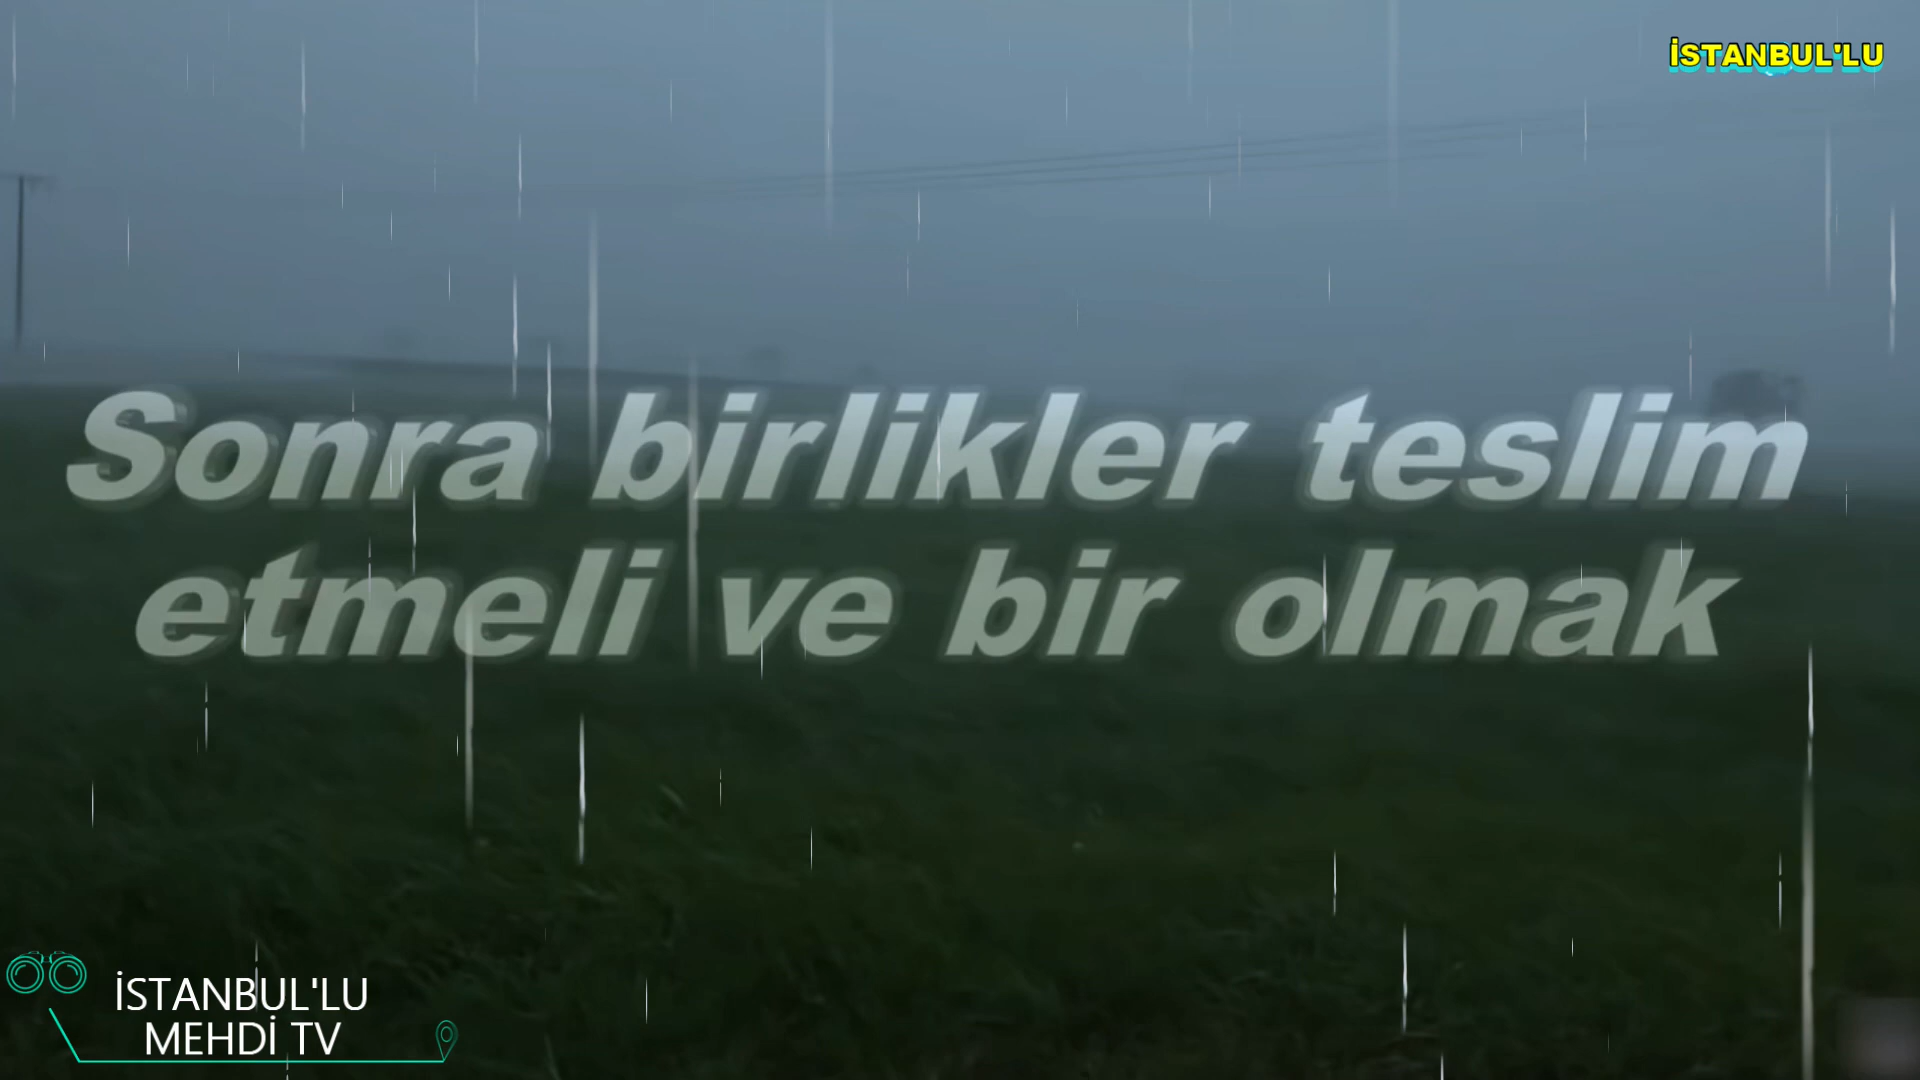 İSTANBUL'LU
Sonra birlikler teslim
etmeli ve bir olmak
İSTANBUL'LU
MEHDİ TV